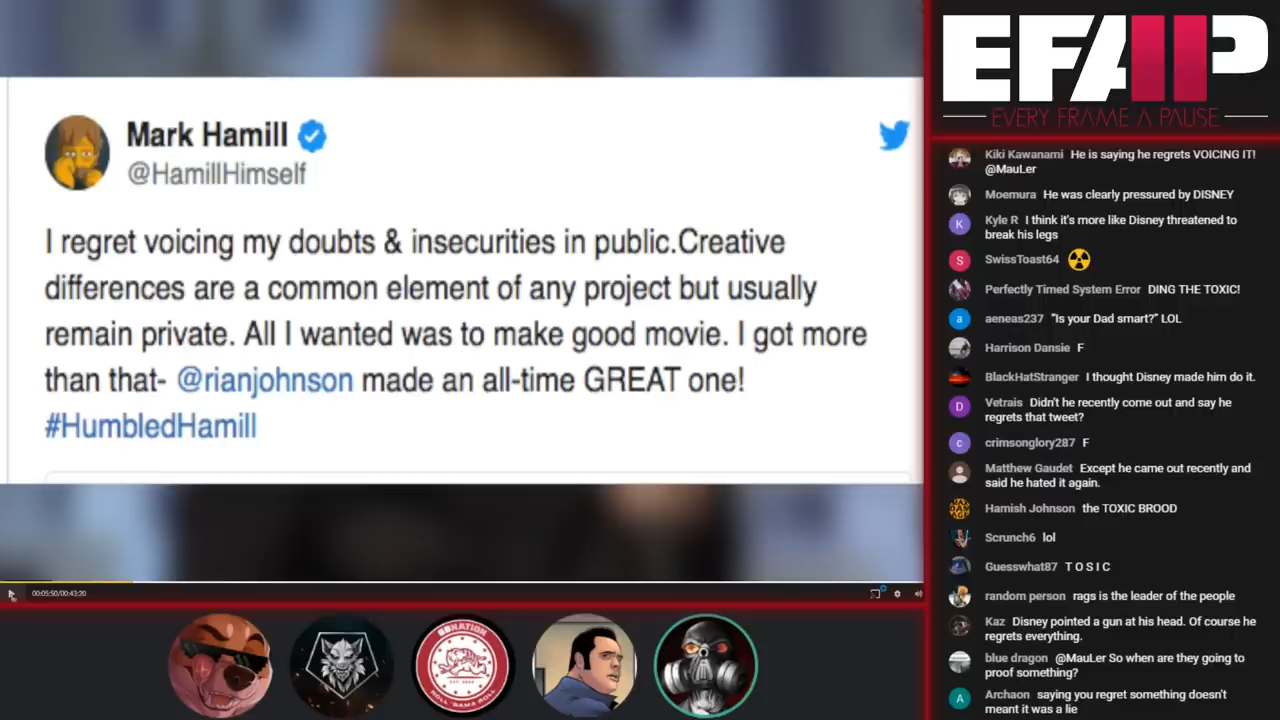 Mark Hamill
@HamillHimself
I regret voicing my doubts & insecurities in public.Creative
differences are a common element of any project but usually
remain private. All I wanted was to make good movie. I got more
than that- @rianjohnson made an all-time GREAT one!
#HumbledHamill
00:05:50/00:43:20
BBNATION
ROLL 'BAMA ROLL
EFAP
EVERY FRAME A PAUSE
Kiki Kawanami He is saying he regrets VOICING IT!
@MauLer
Moemura He was clearly pressured by DISNEY
K
Kyle R I think it's more like Disney threatened to
break his legs
S
SwissToast64
Perfectly Timed System Error DING THE TOXIC!
a
aeneas237 "Is your Dad smart?" LOL
Harrison Dansie F
BlackHatStranger I thought Disney made him do it.
D
Vetrais Didn't he recently come out and say he
regrets that tweet?
c
crimsonglory287 F
Matthew Gaudet Except he came out recently and
said he hated it again.
Hamish Johnson the TOXIC BROOD
Scrunch6 lol
Guesswhat87 T O S I C
random person rags is the leader of the people
Kaz Disney pointed a gun at his head. Of course he
regrets everything.
blue dragon @MauLer So when are they going to
proof something?
A
Archaon saying you regret something doesn't
meant it was a lie